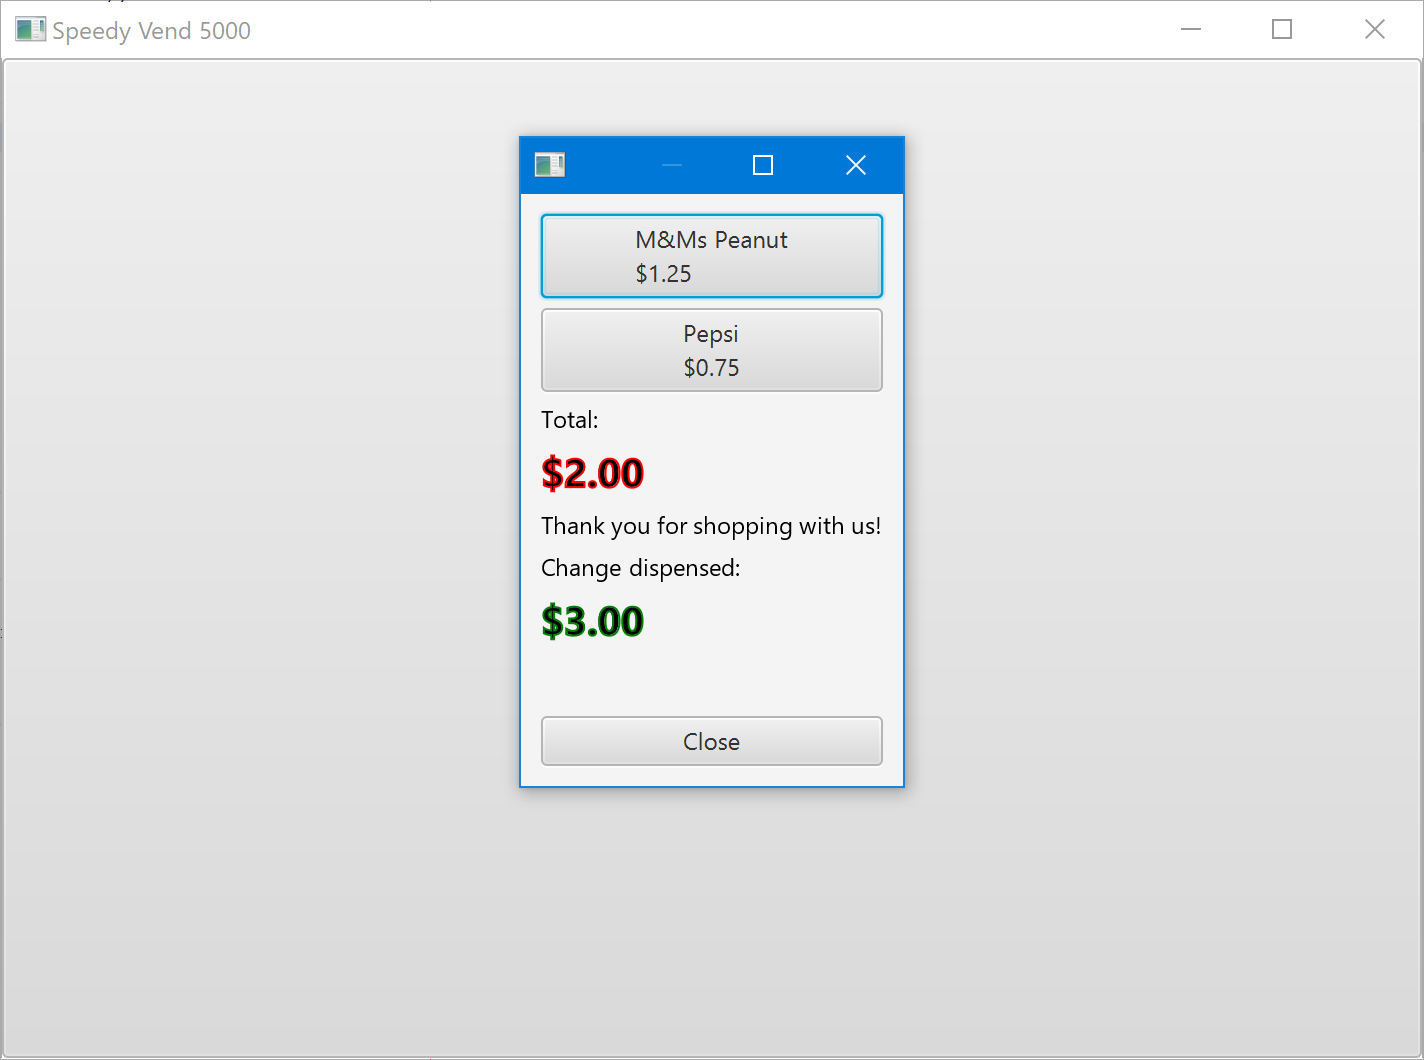 Speedy Vend 5000
M&Ms Peanut
$1.25
Pepsi
$0.75
Total:
$2.00
Thank you for shopping with us!
Change dispensed:
$3.00
Close